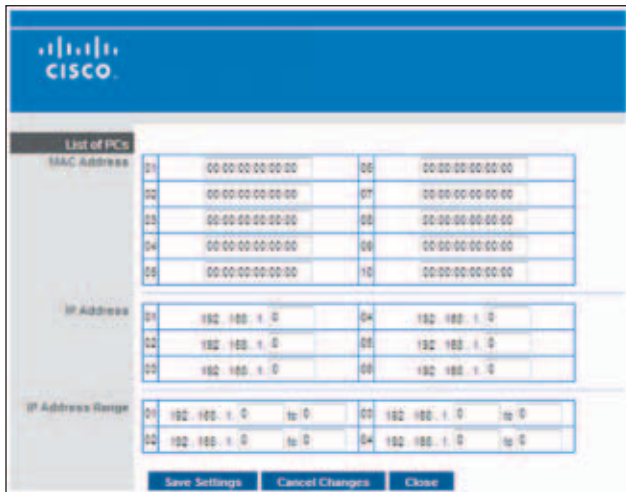 CISCO.
List of PCs
MAC Address
01 00:00:00:00:00:00 06 00:00:00:00:00:00
02 00:00:00:00:00:00 07 00:00:00:00:00:00
03 00:00:00:00:00:00 08 00:00:00:00:00:00
04 00:00:00:00:00:00 09 00:00:00:00:00:00
05 00:00:00:00:00:00 10 00:00:00:00:00:00
IP Address
01 192 . 168 . 1. 0 04 192 . 168 . 1. 0
02 192 . 168 . 1. 0 05 192 . 168 . 1. 0
03 192 . 168 . 1. 0 06 192 . 168 . 1. 0
IP Address Range
01 192 . 168 . 1. 0 to 0 03 192 . 168 . 1. 0 to 0
02 192 . 168 . 1. 0 to 0 04 192 . 168 . 1. 0 to 0
Save Settings Cancel Changes Close